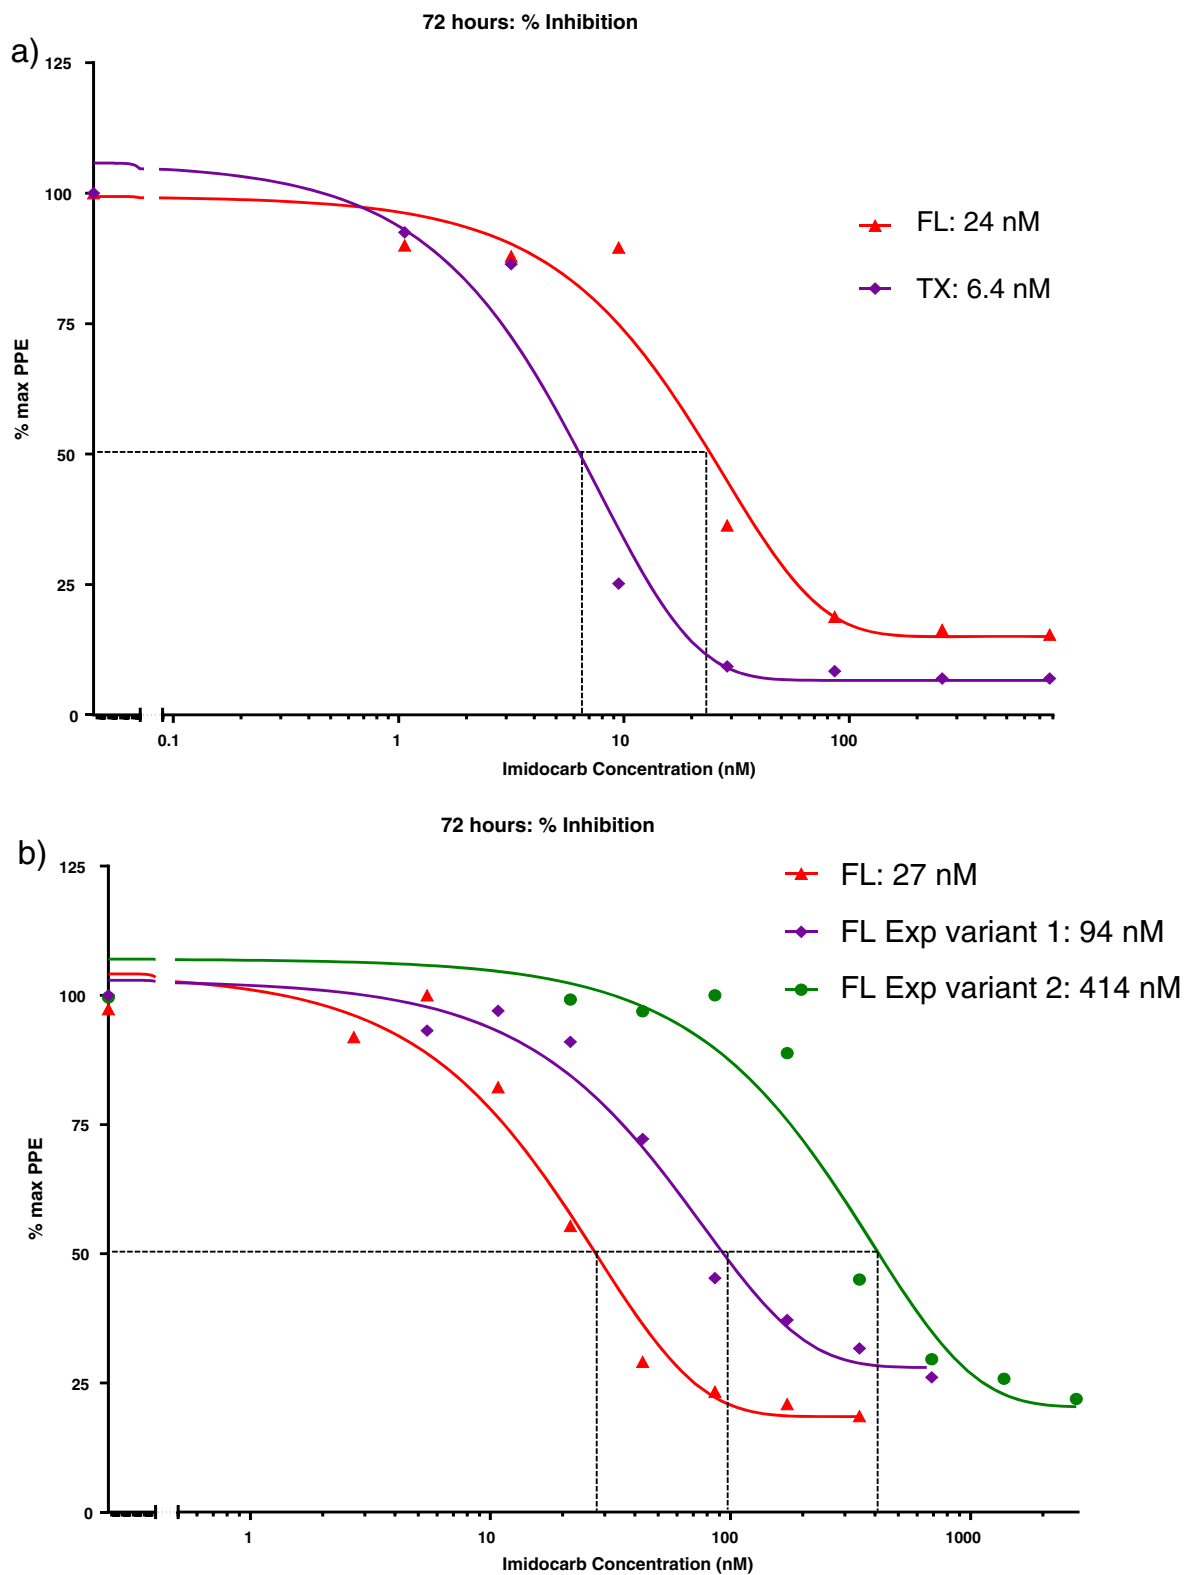 72 hours: % Inhibition
a)
125
100
75
50
25
0
% max PPE
FL: 24 nM
TX: 6.4 nM
0.1 1 10 100
Imidocarb Concentration (nM)
72 hours: % Inhibition
b)
125
100
75
50
25
0
% max PPE
FL: 27 nM
FL Exp variant 1: 94 nM
FL Exp variant 2: 414 nM
1 10 100 1000
Imidocarb Concentration (nM)